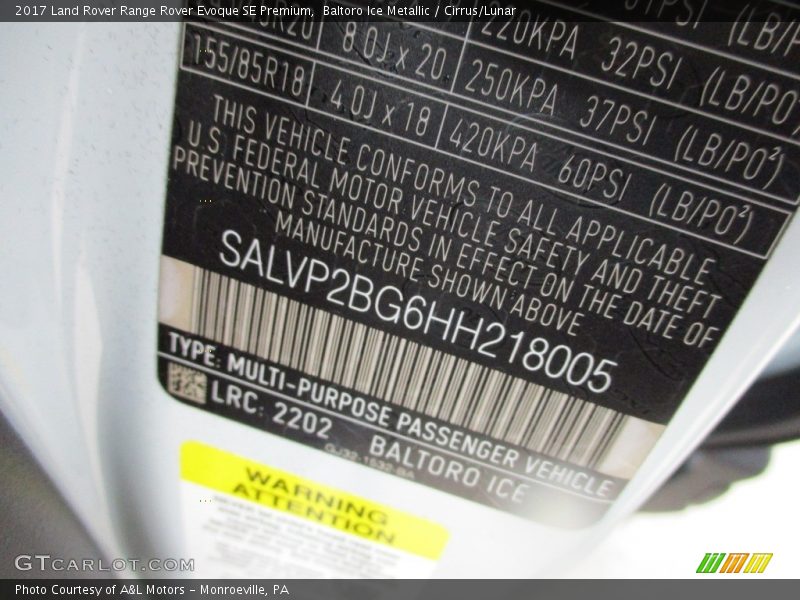 2017 Land Rover Range Rover Evoque SE Premium, Baltoro Ice Metallic / Cirrus/Lunar
8.0J x 20 220KPA 32PSI (LB/PO²)
250KPA 37PSI (LB/PO²)
T55/85R18 4.0J x 18 420KPA 60PSI (LB/PO²)
THIS VEHICLE CONFORMS TO ALL APPLICABLE
U.S FEDERAL MOTOR VEHICLE SAFETY AND THEFT
PREVENTION STANDARDS IN EFFECT ON THE DATE OF
MANUFACTURE SHOWN ABOVE
SALVP2BG6HH218005
TYPE: MULTI-PURPOSE PASSENGER VEHICLE
LRC: 2202 BALTORO ICE
WARNING
ATTENTION
GTCARLOT.COM
Photo Courtesy of A&L Motors – Monroeville, PA